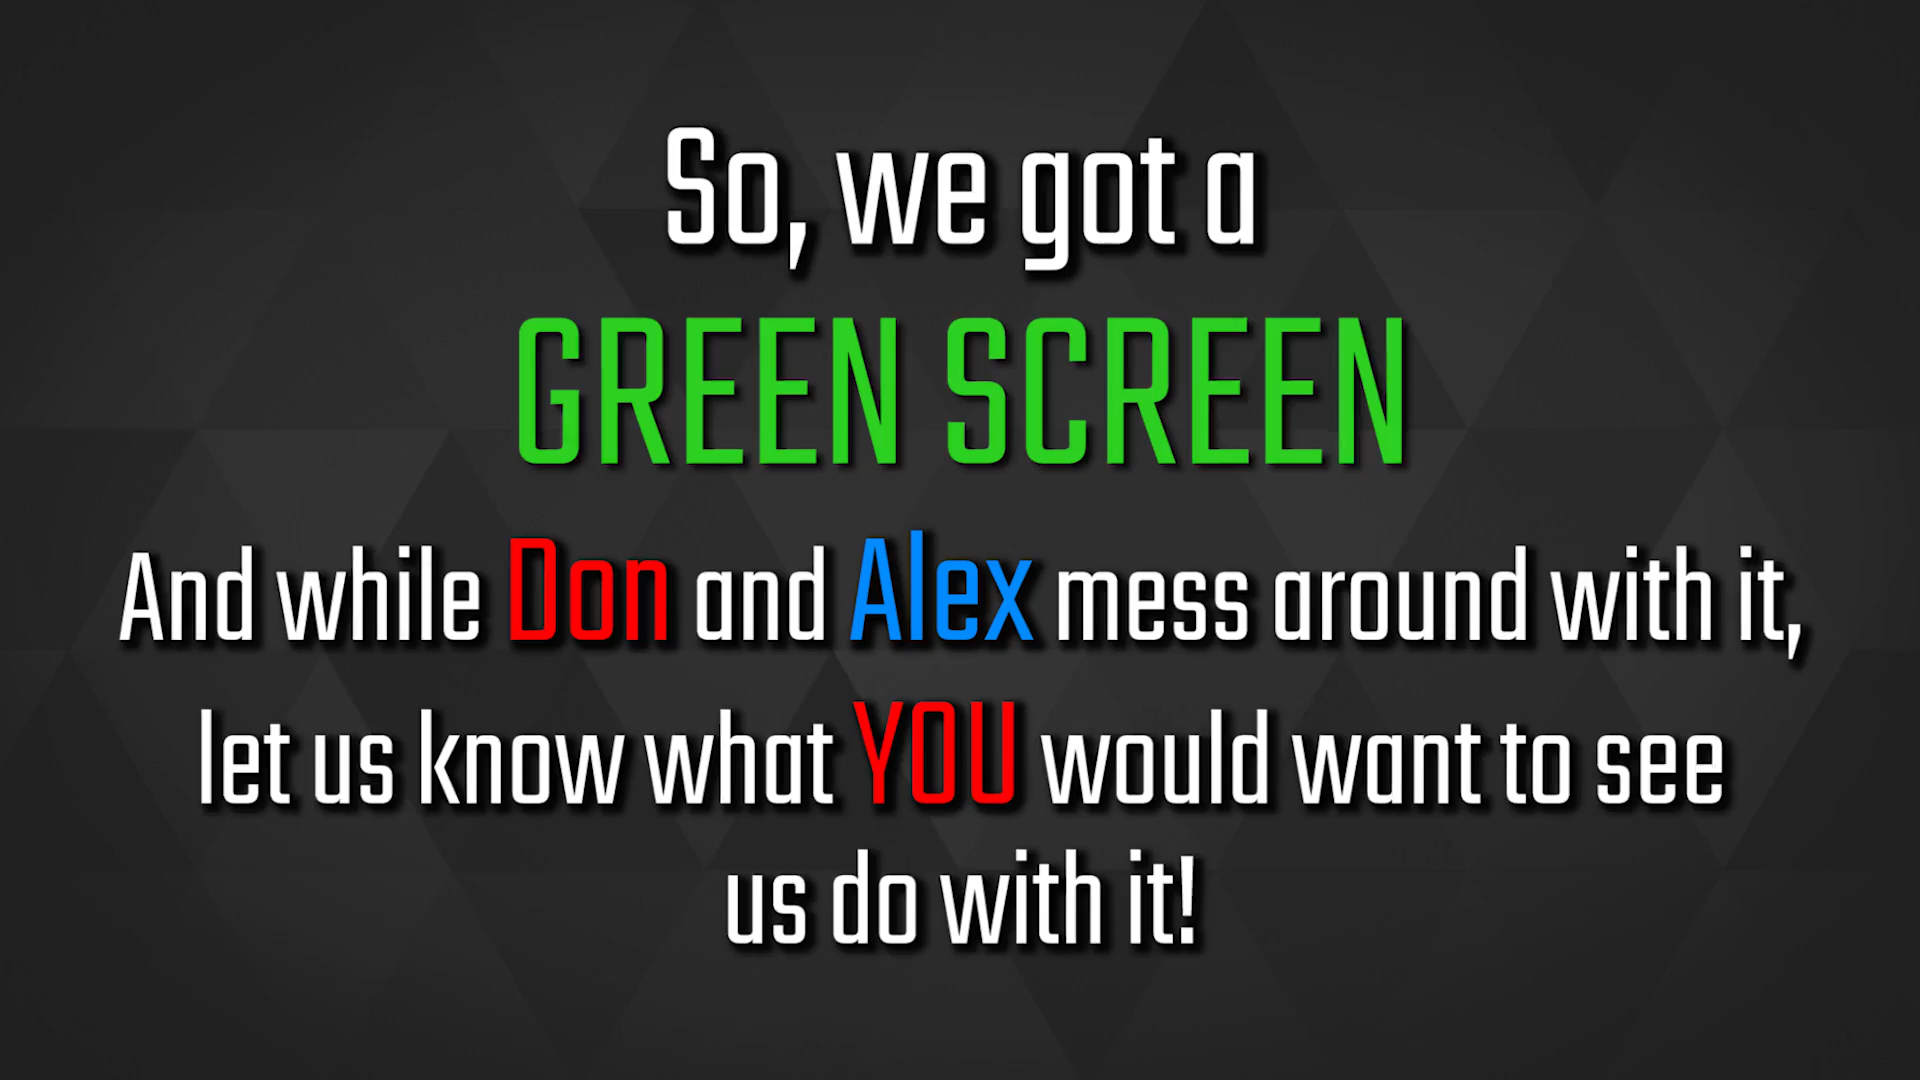 So, we got a
GREEN SCREEN
And while Don and Alex mess around with it,
let us know what YOU would want to see
us do with it!